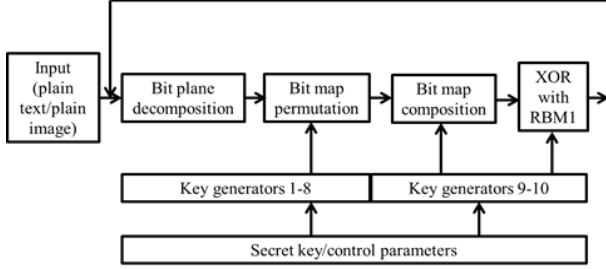 Input
(plain
text/plain
image)
Bit plane
decomposition
Bit map
permutation
Bit map
composition
XOR
with
RBM1
Key generators 1-8
Key generators 9-10
Secret key/control parameters